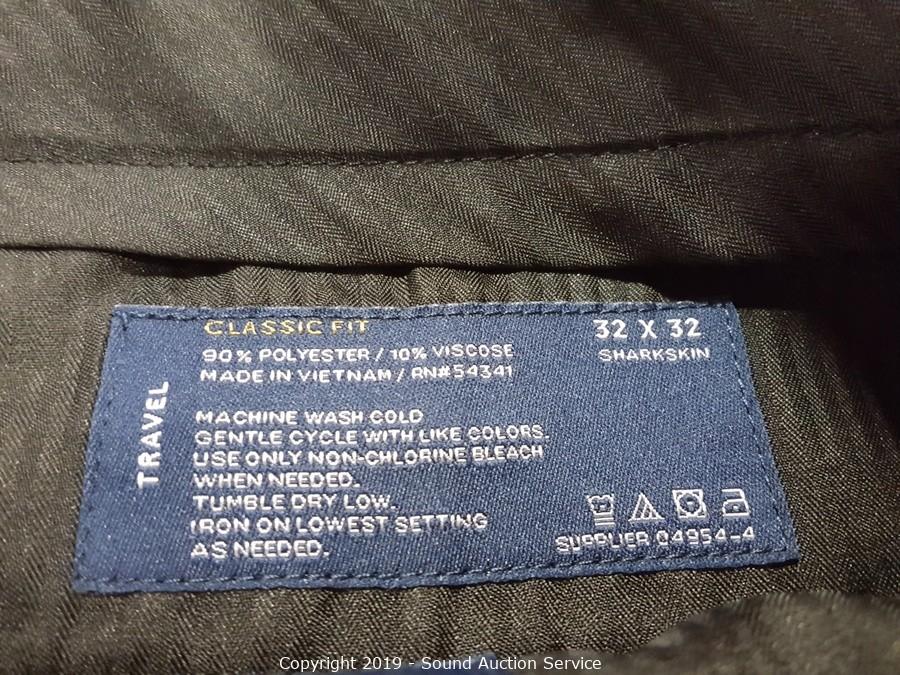 CLASSIC FIT
32 X 32
90% POLYESTER / 10% VISCOSE
SHARKSKIN
MADE IN VIETNAM / RN#54341
TRAVEL
MACHINE WASH COLD
GENTLE CYCLE WITH LIKE COLORS.
USE ONLY NON-CHLORINE BLEACH
WHEN NEEDED.
TUMBLE DRY LOW.
IRON ON LOWEST SETTING
AS NEEDED.
SUPPLIER 04954-4
Copyright 2019 - Sound Auction Service